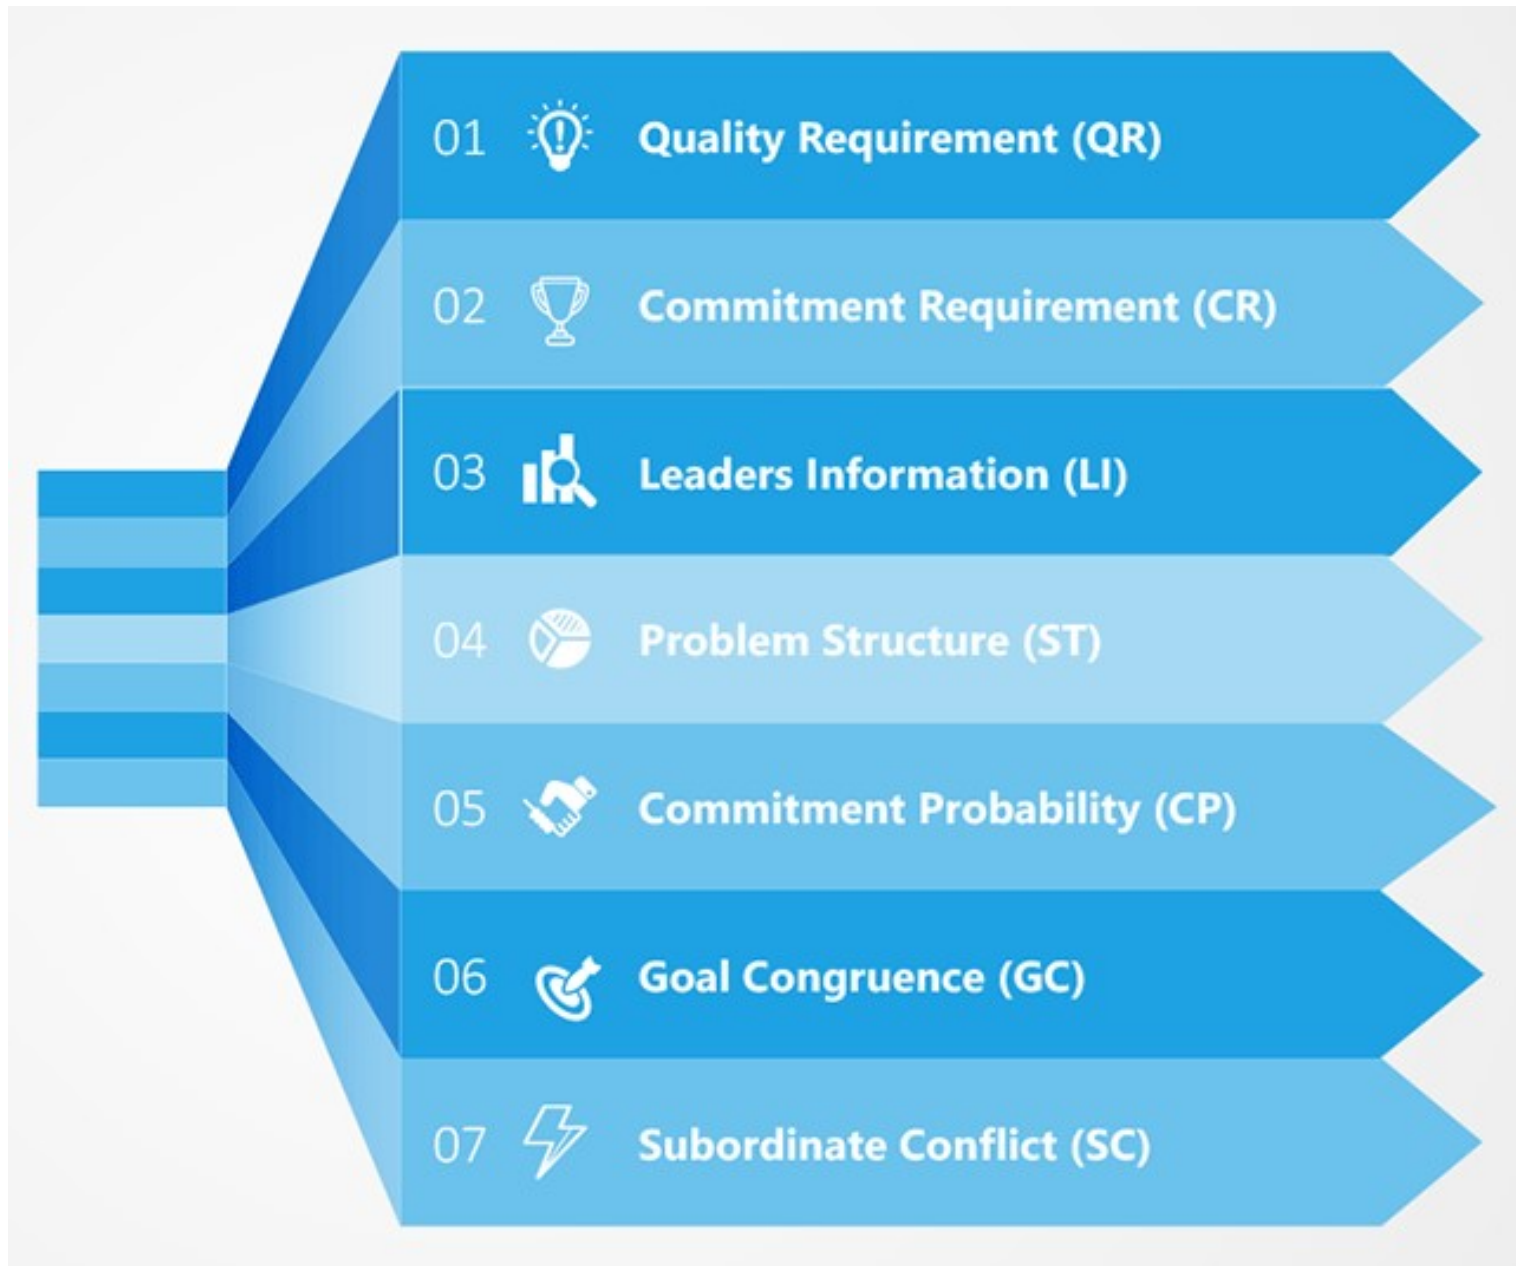 01 Quality Requirement (QR)
02 Commitment Requirement (CR)
03 Leaders Information (LI)
04 Problem Structure (ST)
05 Commitment Probability (CP)
06 Goal Congruence (GC)
07 Subordinate Conflict (SC)